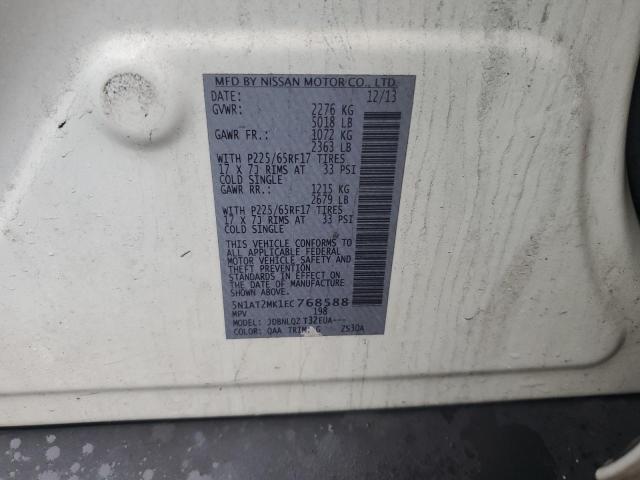 MFD BY NISSAN MOTOR CO., LTD.
DATE: 12/13
GVWR: 2276 KG
5018 LB
GAWR FR.: 1072 KG
2363 LB
WITH P225/65RF17 TIRES
17 X 7J RIMS AT 33 PSI
COLD SINGLE
GAWR RR.: 1215 KG
2679 LB
WITH P225/65RF17 TIRES
17 X 7J RIMS AT 33 PSI
COLD SINGLE
THIS VEHICLE CONFORMS TO
ALL APPLICABLE FEDERAL
MOTOR VEHICLE SAFETY AND
THEFT PREVENTION
STANDARDS IN EFFECT ON
THE DATE OF MANUFACTURE
SHOWN ABOVE.
5N1AT2MK1EC768588
MPV 198
MODEL: JDBNLQZ T32EUA---
COLOR: QAA TRIM: G ZS30A